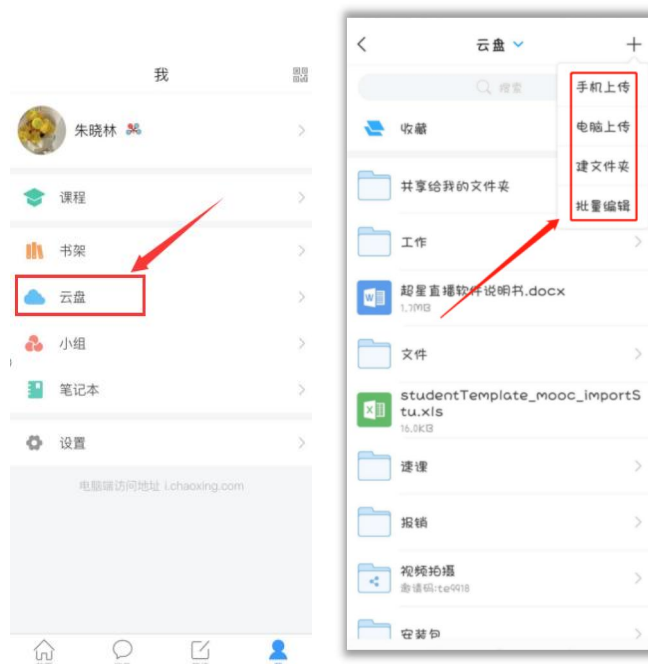 我
朱晓林
课程
书架
云盘
小组
笔记本
设置
电脑端访问地址 i.chaoxing.com
云盘
搜索
手机上传
电脑上传
建文件夹
批量编辑
收藏
共享给我的文件夹
工作
超星直播软件说明书.docx
1.7MB
文件
studentTemplate_mooc_importS
tu.xls
16.0KB
速课
报销
视频拍摄
邀请码:te9918
安装包